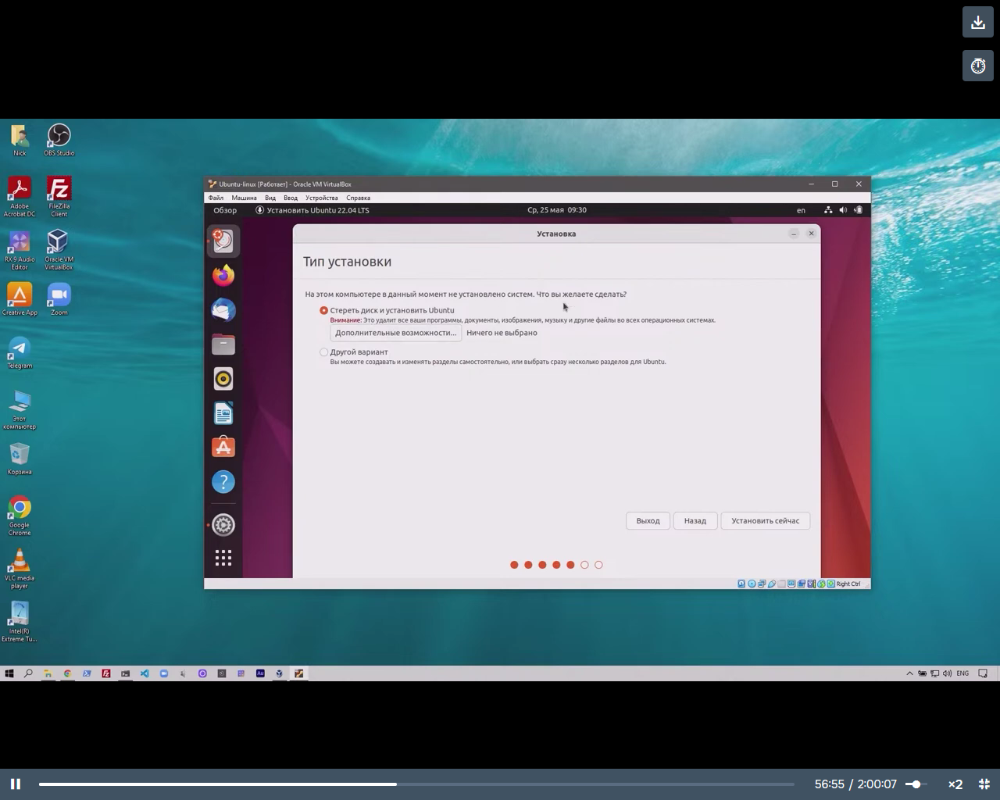 Nick
OBS Studio
Adobe
Acrobat DC
FileZilla
Client
RX 9 Audio
Editor
Oracle VM
VirtualBox
Creative App
Zoom
Telegram
Этот
компьютер
Корзина
Google
Chrome
VLC media
player
Intel(R)
Extreme Tu...
Ubuntu-linux [Работает] - Oracle VM VirtualBox
Файл Машина Вид Ввод Устройства Справка
Обзор Установить Ubuntu 22.04 LTS Ср, 25 мая 09:30 en
Установка
Тип установки
На этом компьютере в данный момент не установлено систем. Что вы желаете сделать?
Стереть диск и установить Ubuntu
Внимание: Это удалит все ваши программы, документы, изображения, музыку и другие файлы во всех операционных системах.
Дополнительные возможности... Ничего не выбрано
Другой вариант
Вы можете создавать и изменять разделы самостоятельно, или выбрать сразу несколько разделов для Ubuntu.
Выход Назад Установить сейчас
Right Ctrl
Au
ENG
56:55 / 2:00:07 ×2